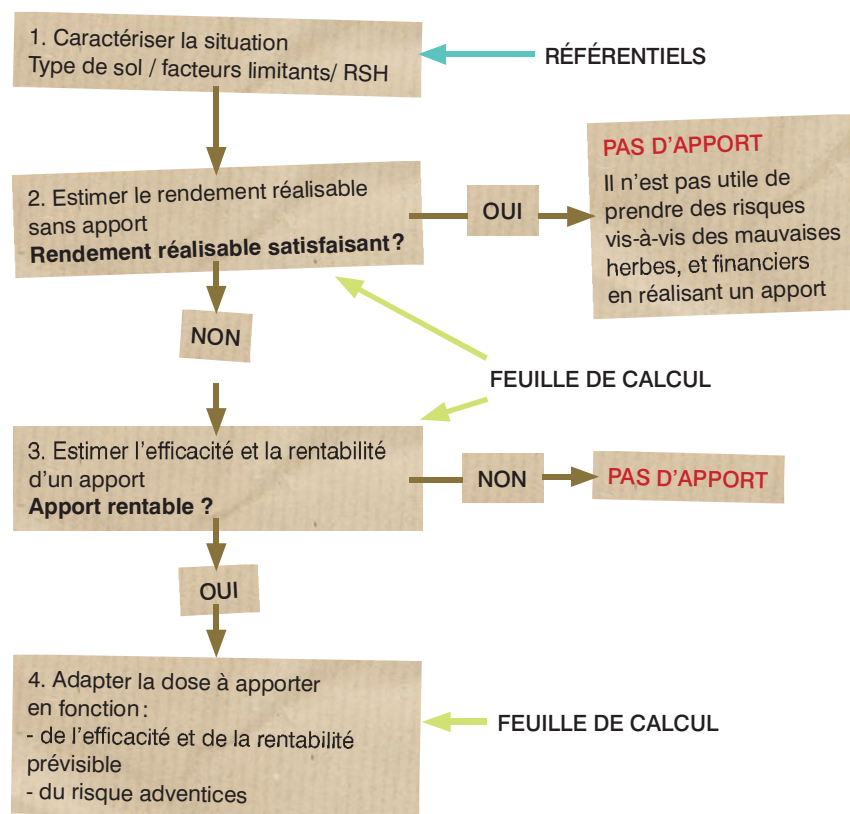 1. Caractériser la situation
Type de sol / facteurs limitants/ RSH
RÉFÉRENTIELS
2. Estimer le rendement réalisable
sans apport
Rendement réalisable satisfaisant ?
OUI
PAS D'APPORT
Il n'est pas utile de
prendre des risques
vis-à-vis des mauvaises
herbes, et financiers
en réalisant un apport
NON
FEUILLE DE CALCUL
3. Estimer l'efficacité et la rentabilité
d'un apport
Apport rentable ?
NON
PAS D'APPORT
OUI
4. Adapter la dose à apporter
en fonction :
- de l'efficacité et de la rentabilité
prévisible
- du risque adventices
FEUILLE DE CALCUL